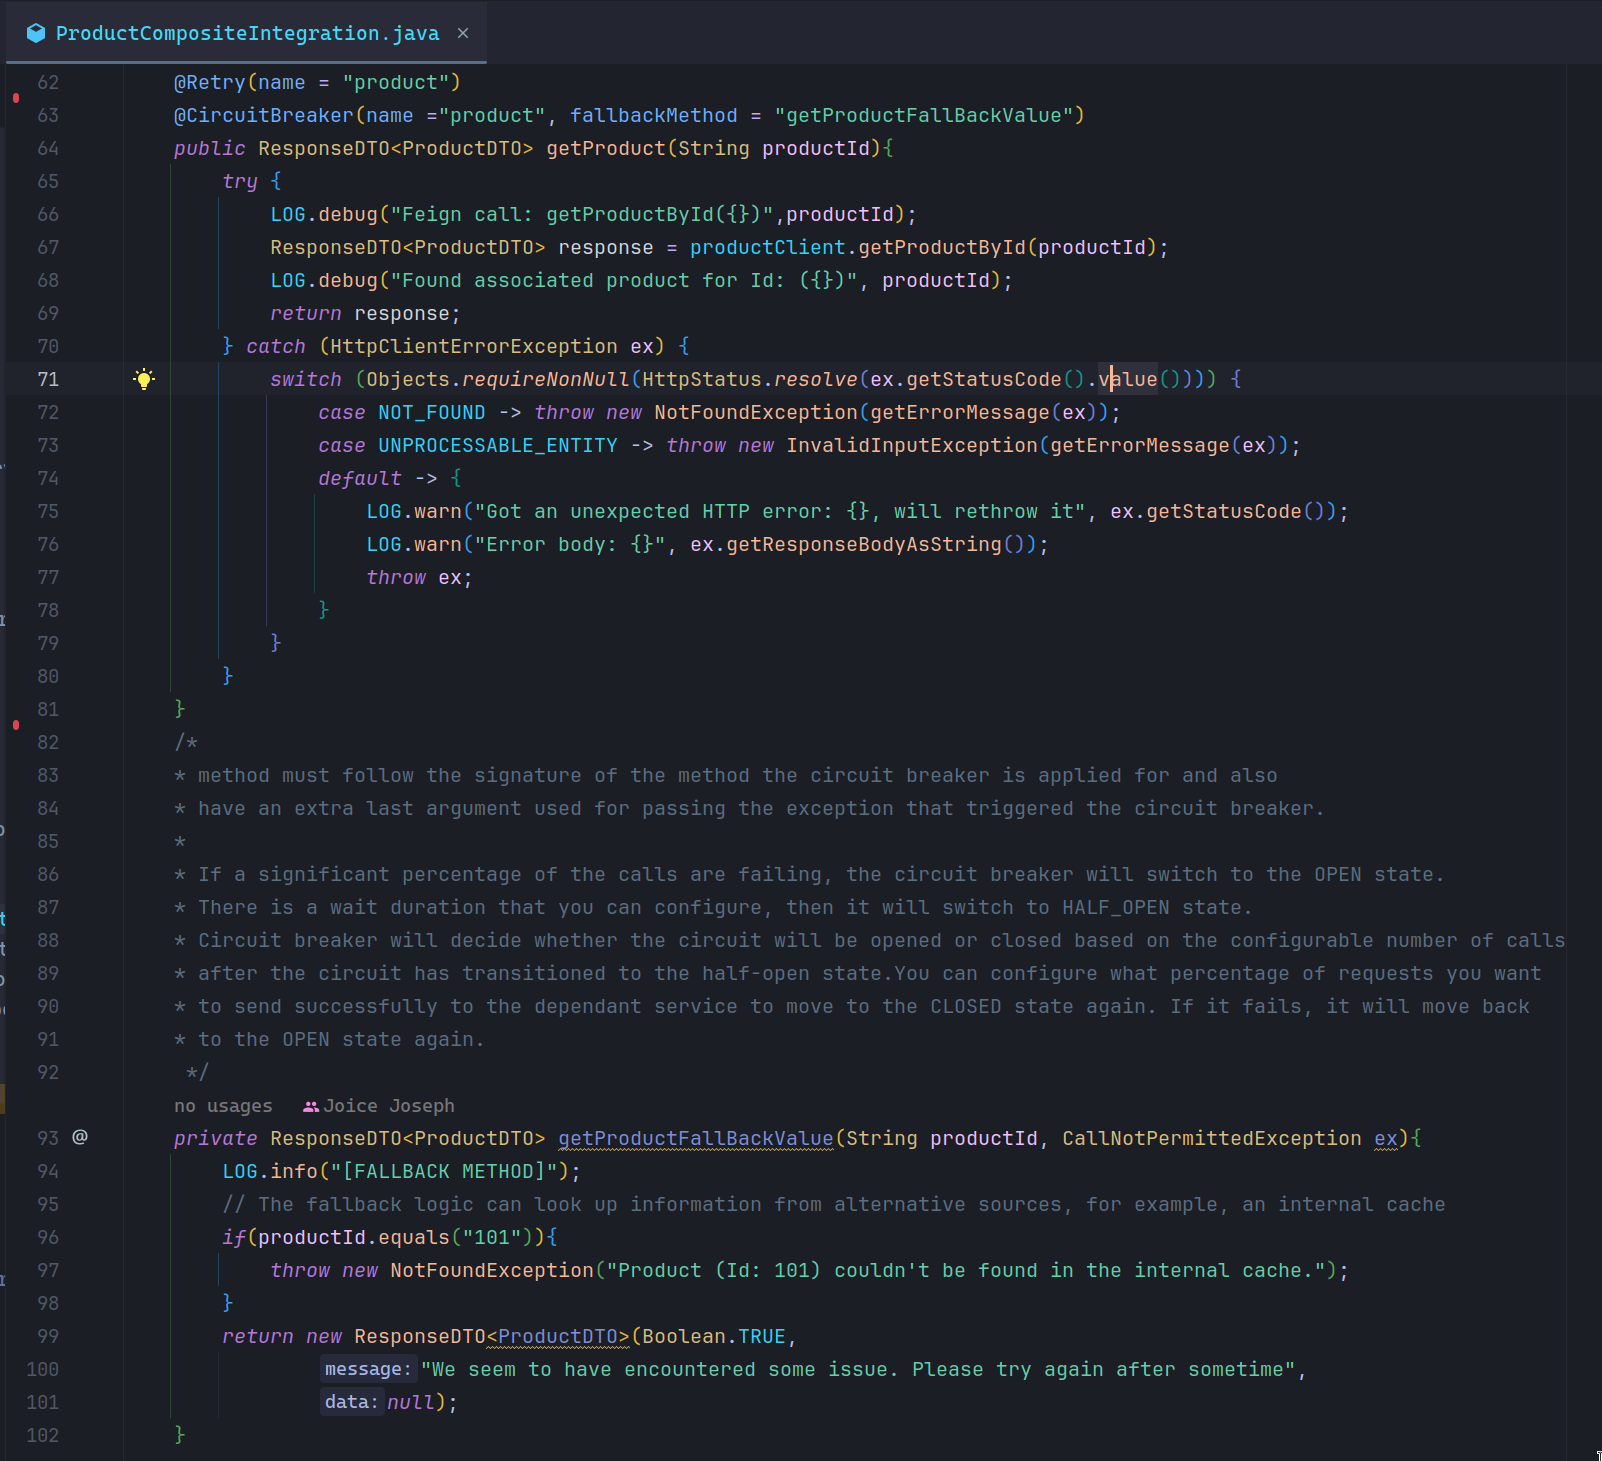 ProductCompositeIntegration.java ×
62 @Retry(name = "product")
63 @CircuitBreaker(name ="product", fallbackMethod = "getProductFallBackValue")
64 public ResponseDTO<ProductDTO> getProduct(String productId){
65 try {
66 LOG.debug("Feign call: getProductById({})",productId);
67 ResponseDTO<ProductDTO> response = productClient.getProductById(productId);
68 LOG.debug("Found associated product for Id: ({})", productId);
69 return response;
70 } catch (HttpClientErrorException ex) {
71 switch (Objects.requireNonNull(HttpStatus.resolve(ex.getStatusCode().value()))) {
72 case NOT_FOUND -> throw new NotFoundException(getErrorMessage(ex));
73 case UNPROCESSABLE_ENTITY -> throw new InvalidInputException(getErrorMessage(ex));
74 default -> {
75 LOG.warn("Got an unexpected HTTP error: {}, will rethrow it", ex.getStatusCode());
76 LOG.warn("Error body: {}", ex.getResponseBodyAsString());
77 throw ex;
78 }
79 }
80 }
81 }
82 /*
83 * method must follow the signature of the method the circuit breaker is applied for and also
84 * have an extra last argument used for passing the exception that triggered the circuit breaker.
85 *
86 * If a significant percentage of the calls are failing, the circuit breaker will switch to the OPEN state.
87 * There is a wait duration that you can configure, then it will switch to HALF_OPEN state.
88 * Circuit breaker will decide whether the circuit will be opened or closed based on the configurable number of calls
89 * after the circuit has transitioned to the half-open state.You can configure what percentage of requests you want
90 * to send successfully to the dependant service to move to the CLOSED state again. If it fails, it will move back
91 * to the OPEN state again.
92 */
no usages Joice Joseph
93 @ private ResponseDTO<ProductDTO> getProductFallBackValue(String productId, CallNotPermittedException ex){
94 LOG.info("[FALLBACK METHOD]");
95 // The fallback logic can look up information from alternative sources, for example, an internal cache
96 if(productId.equals("101")){
97 throw new NotFoundException("Product (Id: 101) couldn't be found in the internal cache.");
98 }
99 return new ResponseDTO<ProductDTO>(Boolean.TRUE,
100 message: "We seem to have encountered some issue. Please try again after sometime",
101 data: null);
102 }